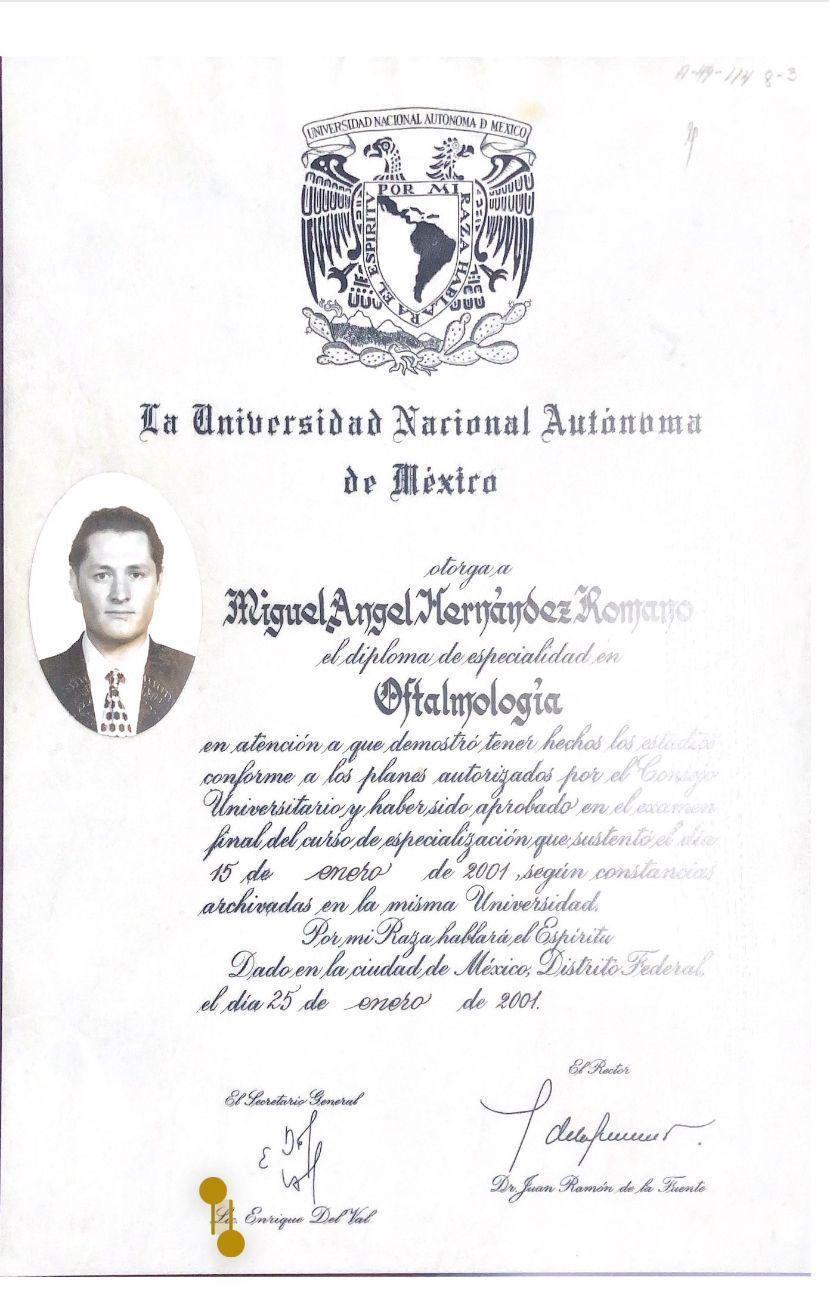 A-49-114 8-3
UNIVERSIDAD NACIONAL AUTONOMA D MEXICO
POR MI RAZA HABLARA EL ESPIRITV
La Universidad Nacional Autónoma
de México
otorga a
Miguel Angel Hernández Romano
el diploma de especialidad en
Oftalmología
en atención a que demostró tener hechos los estudios
conforme a los planes autorizados por el Consejo
Universitario y haber sido aprobado en el examen
final del curso de especialización que sustentó el día
15 de enero de 2001, según constancias
archivadas en la misma Universidad.
Por mi Raza hablará el Espíritu
Dado en la ciudad de México, Distrito Federal,
el día 25 de enero de 2001.
El Rector
El Secretario General
Dr. Juan Ramón de la Fuente
Lic. Enrique Del Val